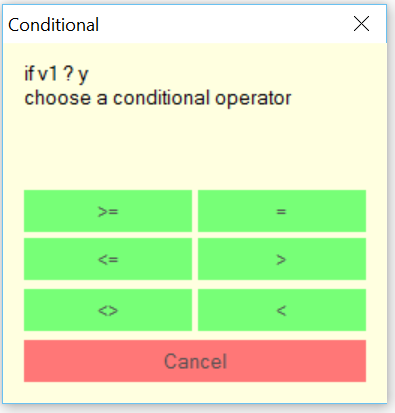 Conditional
if v1 ? y
choose a conditional operator
>= =
<= >
<> <
Cancel